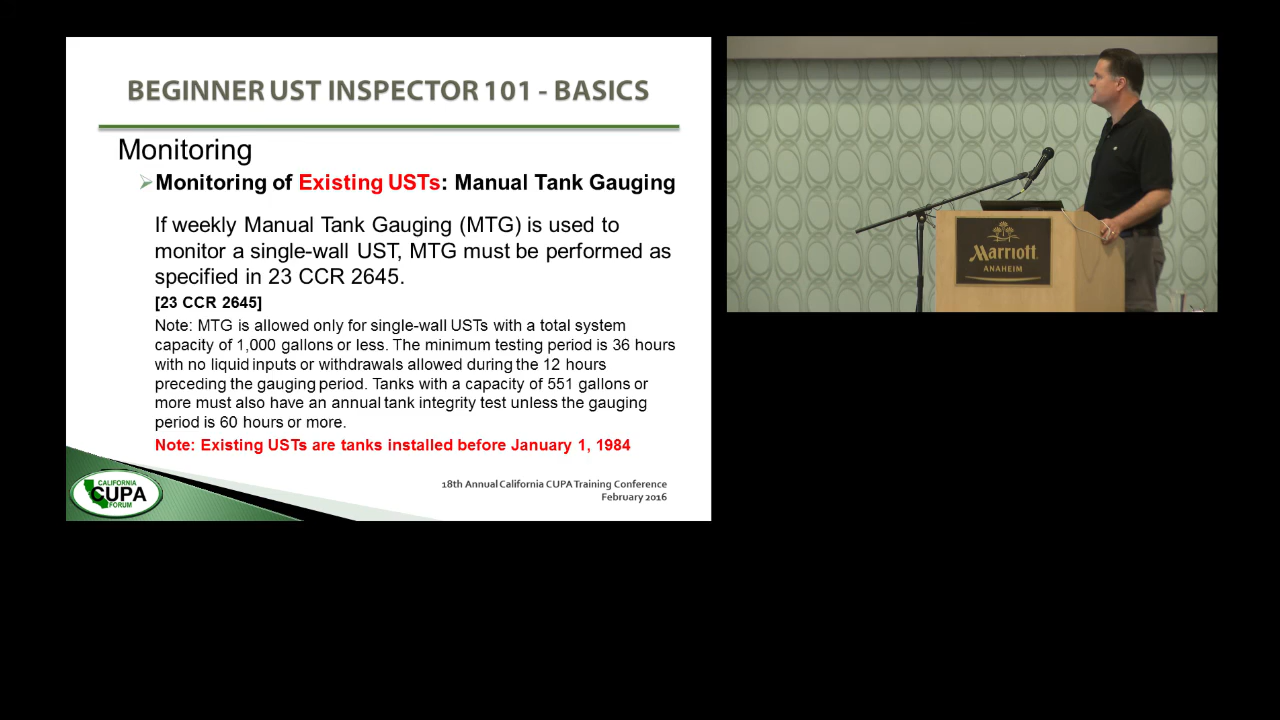 BEGINNER UST INSPECTOR 101 - BASICS
Monitoring
Monitoring of Existing USTs: Manual Tank Gauging
If weekly Manual Tank Gauging (MTG) is used to
monitor a single-wall UST, MTG must be performed as
specified in 23 CCR 2645.
[23 CCR 2645]
Note: MTG is allowed only for single-wall USTs with a total system
capacity of 1,000 gallons or less. The minimum testing period is 36 hours
with no liquid inputs or withdrawals allowed during the 12 hours
preceding the gauging period. Tanks with a capacity of 551 gallons or
more must also have an annual tank integrity test unless the gauging
period is 60 hours or more.
Note: Existing USTs are tanks installed before January 1, 1984
CALIFORNIA
CUPA
FORUM
18th Annual California CUPA Training Conference
February 2016
Marriott
ANAHEIM